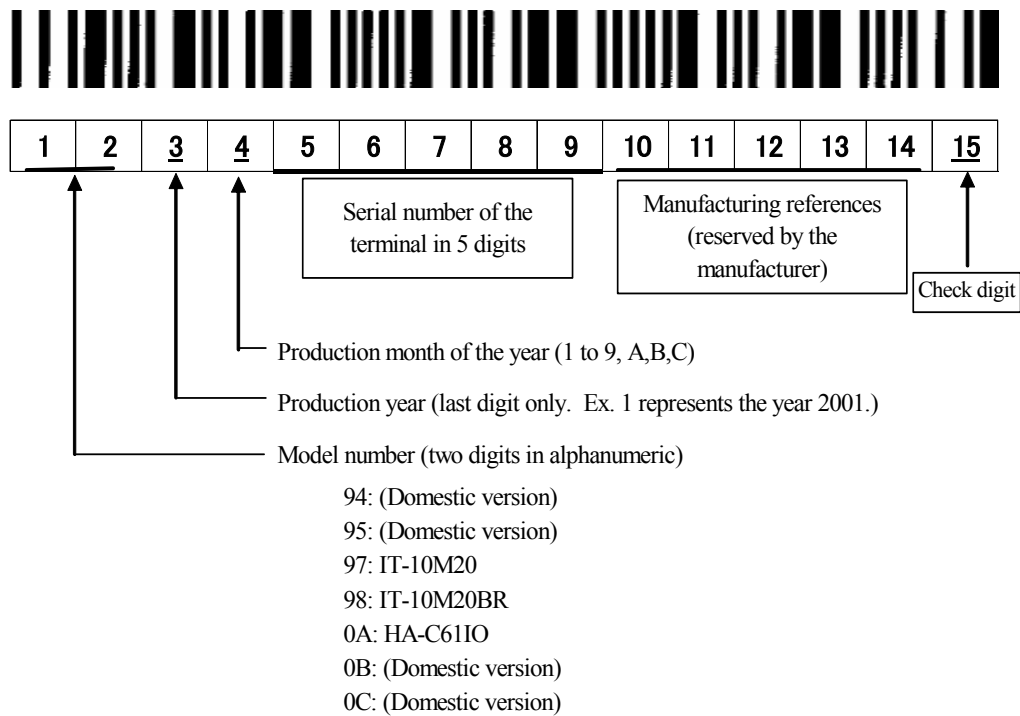 1 2 3 4 5 6 7 8 9 10 11 12 13 14 15
Serial number of the
terminal in 5 digits
Manufacturing references
(reserved by the
manufacturer)
Check digit
Production month of the year (1 to 9, A,B,C)
Production year (last digit only. Ex. 1 represents the year 2001.)
Model number (two digits in alphanumeric)
94: (Domestic version)
95: (Domestic version)
97: IT-10M20
98: IT-10M20BR
0A: HA-C61IO
0B: (Domestic version)
0C: (Domestic version)